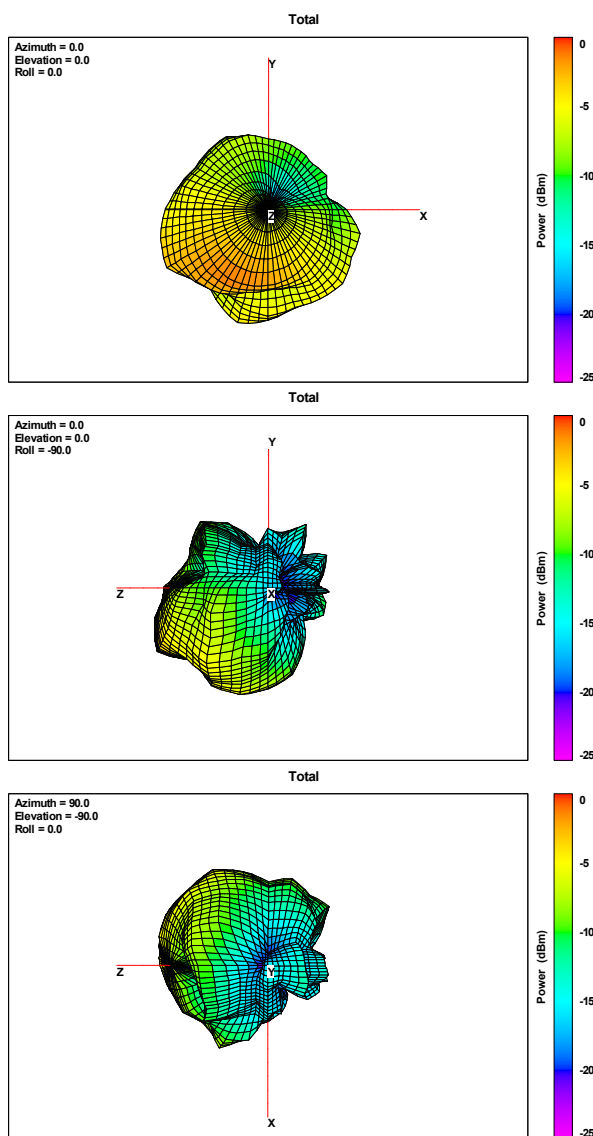 Total
Azimuth = 0.0
Elevation = 0.0
Roll = 0.0
Y
Z
X
0
-5
-10
-15
-20
-25
Power (dBm)
Total
Azimuth = 0.0
Elevation = 0.0
Roll = -90.0
Y
Z
X
0
-5
-10
-15
-20
-25
Power (dBm)
Total
Azimuth = 90.0
Elevation = -90.0
Roll = 0.0
Z
Y
X
0
-5
-10
-15
-20
-25
Power (dBm)